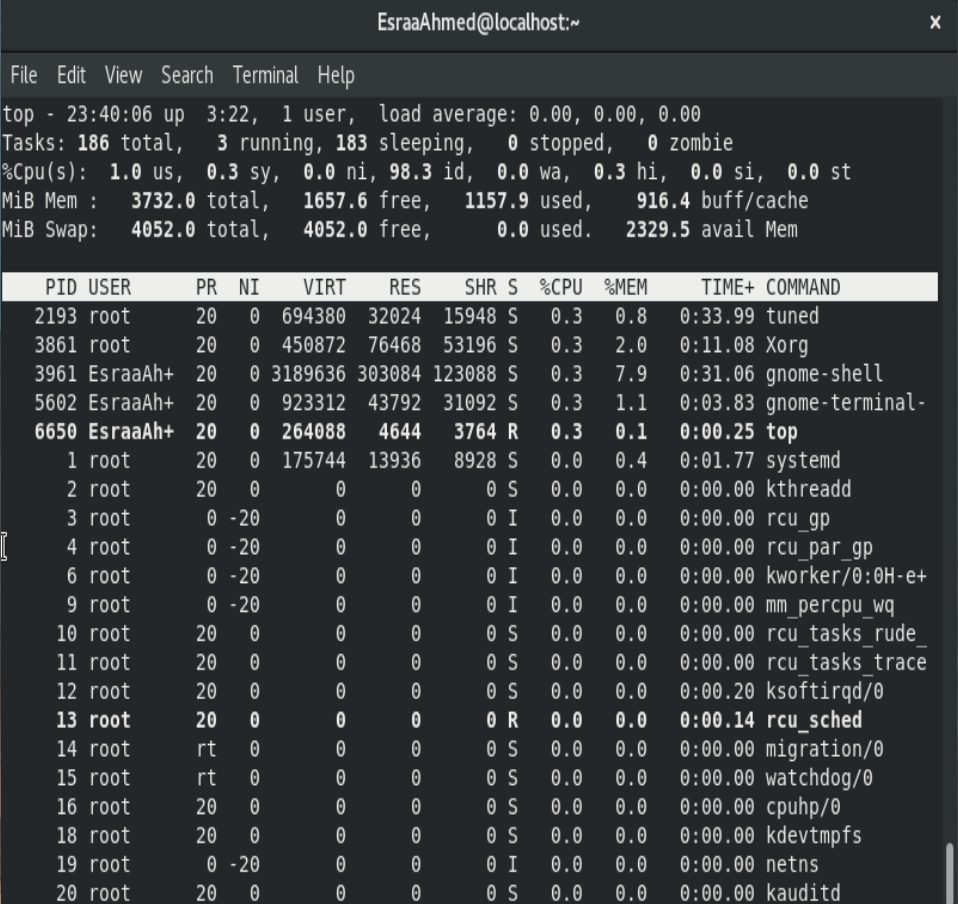 EsraaAhmed@localhost:~ ×
File Edit View Search Terminal Help
top - 23:40:06 up  3:22,  1 user,  load average: 0.00, 0.00, 0.00
Tasks: 186 total,   3 running, 183 sleeping,   0 stopped,   0 zombie
%Cpu(s):  1.0 us,  0.3 sy,  0.0 ni, 98.3 id,  0.0 wa,  0.3 hi,  0.0 si,  0.0 st
MiB Mem :   3732.0 total,   1657.6 free,   1157.9 used,    916.4 buff/cache
MiB Swap:   4052.0 total,   4052.0 free,      0.0 used.   2329.5 avail Mem
PID USER      PR  NI    VIRT    RES    SHR S  %CPU  %MEM     TIME+ COMMAND
2193 root      20   0  694380  32024  15948 S   0.3   0.8   0:33.99 tuned
3861 root      20   0  450872  76468  53196 S   0.3   2.0   0:11.08 Xorg
3961 EsraaAh+  20   0 3189636 303084 123088 S   0.3   7.9   0:31.06 gnome-shell
5602 EsraaAh+  20   0  923312  43792  31092 S   0.3   1.1   0:03.83 gnome-terminal-
6650 EsraaAh+  20   0  264088   4644   3764 R   0.3   0.1   0:00.25 top
1 root      20   0  175744  13936   8928 S   0.0   0.4   0:01.77 systemd
2 root      20   0       0      0      0 S   0.0   0.0   0:00.00 kthreadd
3 root       0 -20       0      0      0 I   0.0   0.0   0:00.00 rcu_gp
4 root       0 -20       0      0      0 I   0.0   0.0   0:00.00 rcu_par_gp
6 root       0 -20       0      0      0 I   0.0   0.0   0:00.00 kworker/0:0H-e+
9 root       0 -20       0      0      0 I   0.0   0.0   0:00.00 mm_percpu_wq
10 root      20   0       0      0      0 S   0.0   0.0   0:00.00 rcu_tasks_rude_
11 root      20   0       0      0      0 S   0.0   0.0   0:00.00 rcu_tasks_trace
12 root      20   0       0      0      0 S   0.0   0.0   0:00.20 ksoftirqd/0
13 root      20   0       0      0      0 R   0.0   0.0   0:00.14 rcu_sched
14 root      rt   0       0      0      0 S   0.0   0.0   0:00.00 migration/0
15 root      rt   0       0      0      0 S   0.0   0.0   0:00.00 watchdog/0
16 root      20   0       0      0      0 S   0.0   0.0   0:00.00 cpuhp/0
18 root      20   0       0      0      0 S   0.0   0.0   0:00.00 kdevtmpfs
19 root       0 -20       0      0      0 I   0.0   0.0   0:00.00 netns
20 root      20   0       0      0      0 S   0.0   0.0   0:00.00 kauditd